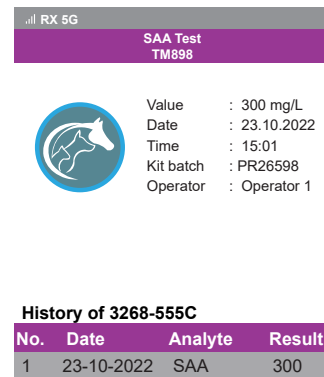 RX 5G
SAA Test
TM898
Value : 300 mg/L
Date : 23.10.2022
Time : 15:01
Kit batch : PR26598
Operator : Operator 1
History of 3268-555C
No. Date Analyte Result
1 23-10-2022 SAA 300